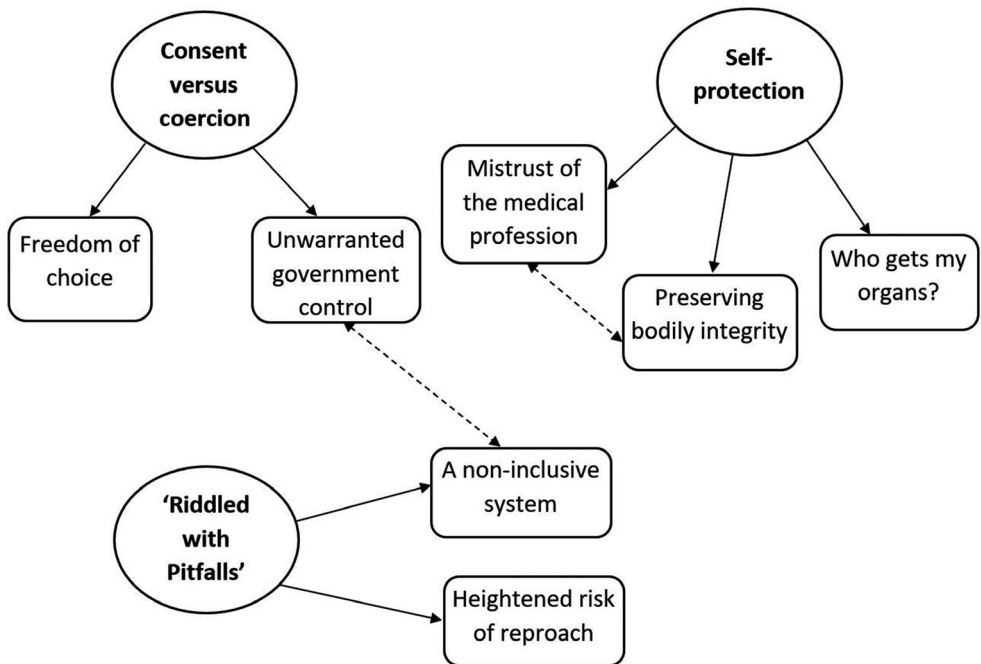 Consent
versus
coercion
Self-
protection
Mistrust of
the medical
profession
Freedom of
choice
Unwarranted
government
control
Who gets my
organs?
Preserving
bodily integrity
A non-inclusive
system
‘Riddled
with
Pitfalls’
Heightened risk
of reproach